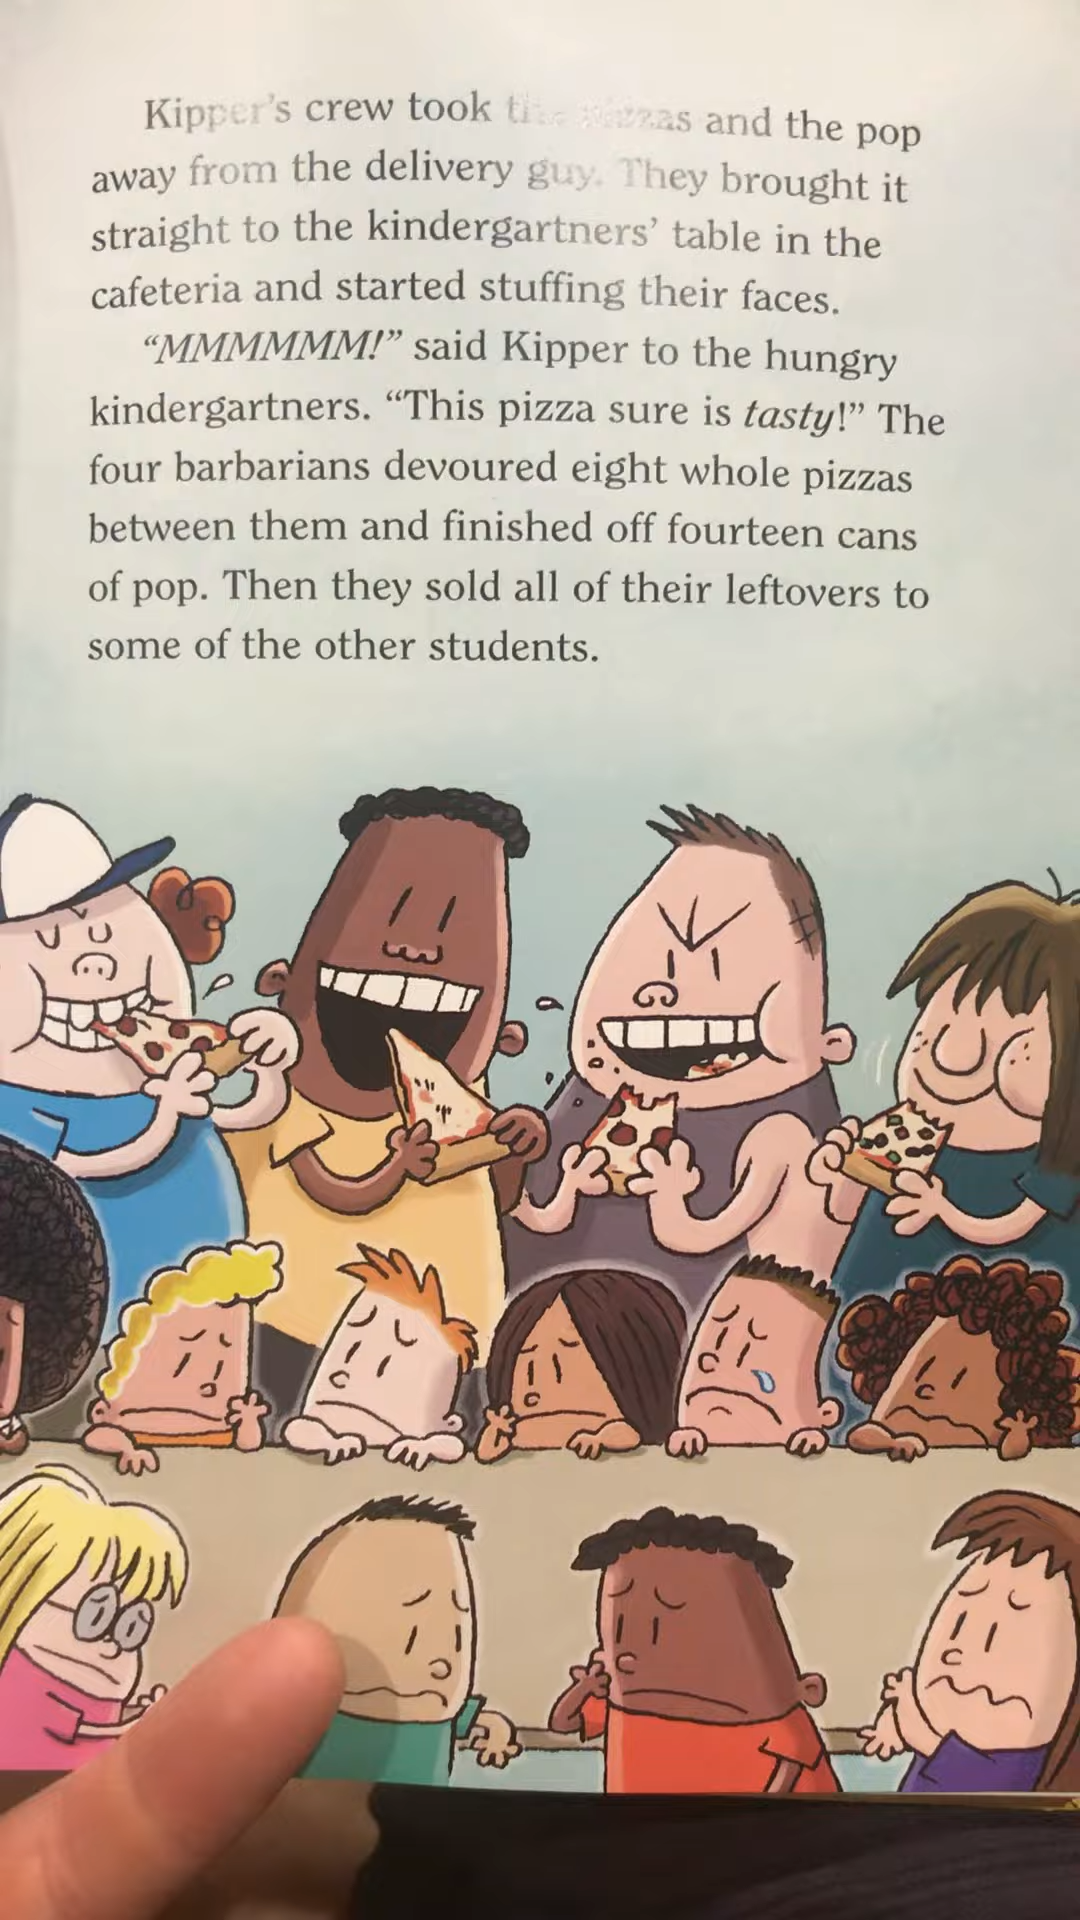 Kipper's crew took the pizzas and the pop
away from the delivery guy. They brought it
straight to the kindergartners’ table in the
cafeteria and started stuffing their faces.
“MMMMMM!” said Kipper to the hungry
kindergartners. “This pizza sure is tasty!” The
four barbarians devoured eight whole pizzas
between them and finished off fourteen cans
of pop. Then they sold all of their leftovers to
some of the other students.